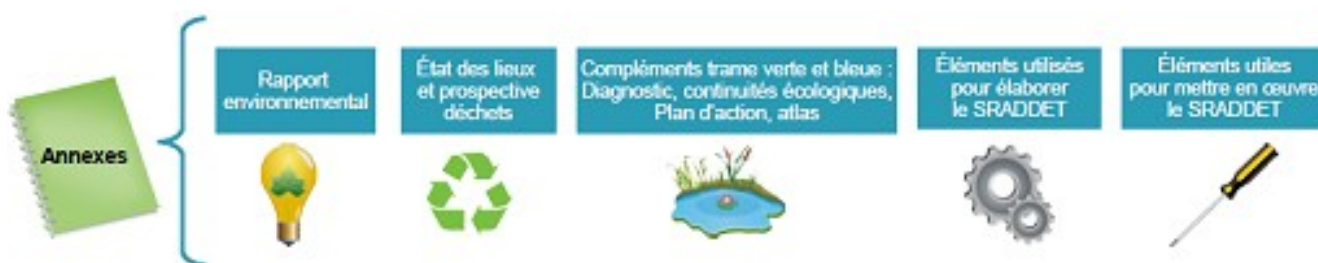 Annexes
Rapport
environnemental
État des lieux
et prospective
déchets
Compléments trame verte et bleue :
Diagnostic, continuités écologiques,
Plan d'action, atlas
Éléments utilisés
pour élaborer
le SRADDET
Éléments utiles
pour mettre en œuvre
le SRADDET